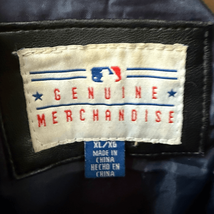 GENUINE
MERCHANDISE
XL/XG
MADE IN
CHINA
HECHO EN
CHINA